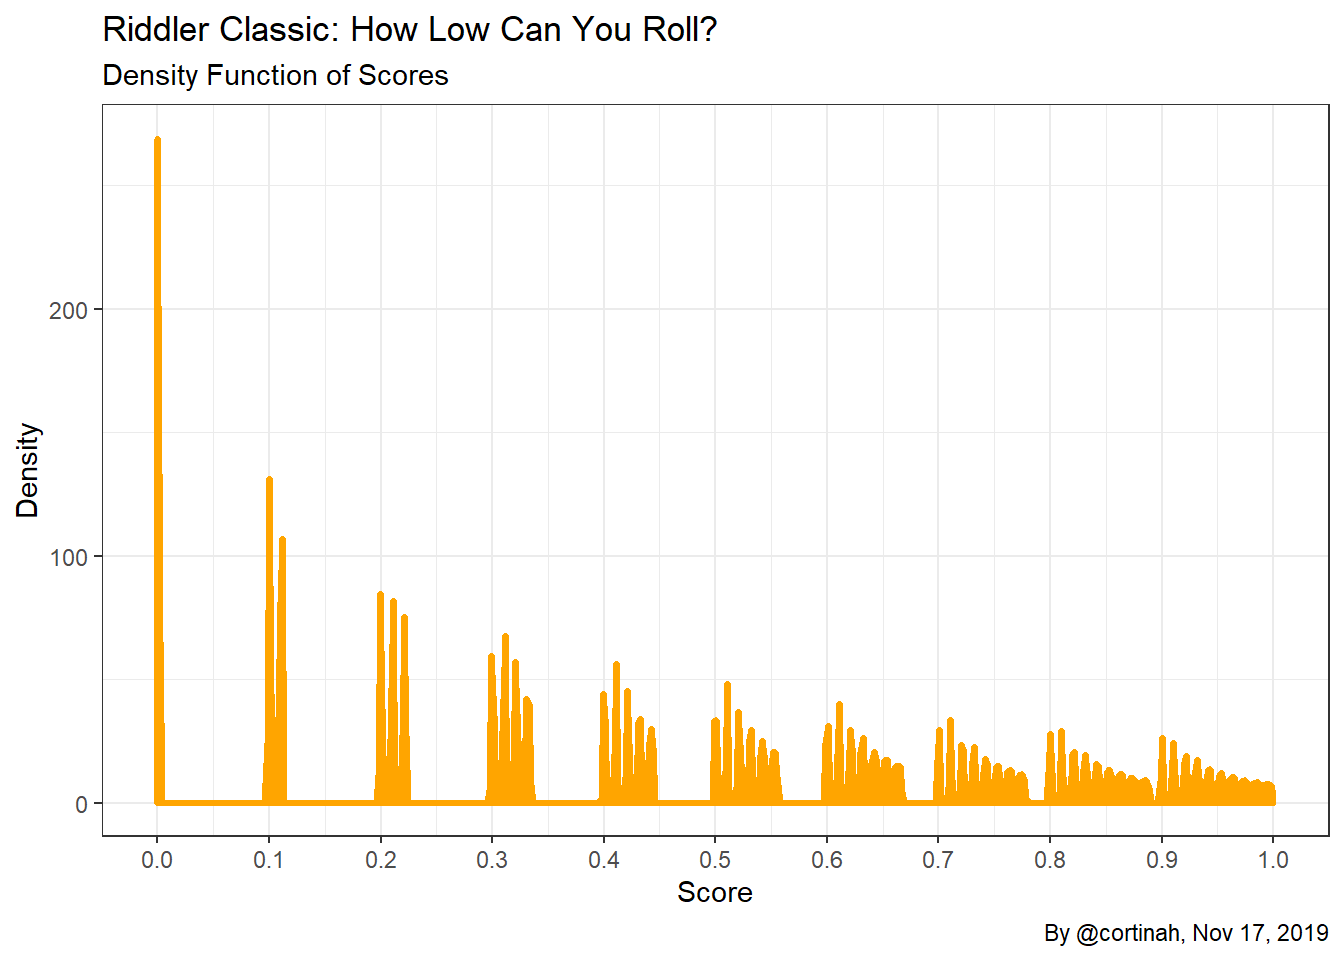 Riddler Classic: How Low Can You Roll?
Density Function of Scores
Density
200
100
0
0.0 0.1 0.2 0.3 0.4 0.5 0.6 0.7 0.8 0.9 1.0
Score
By @cortinah, Nov 17, 2019